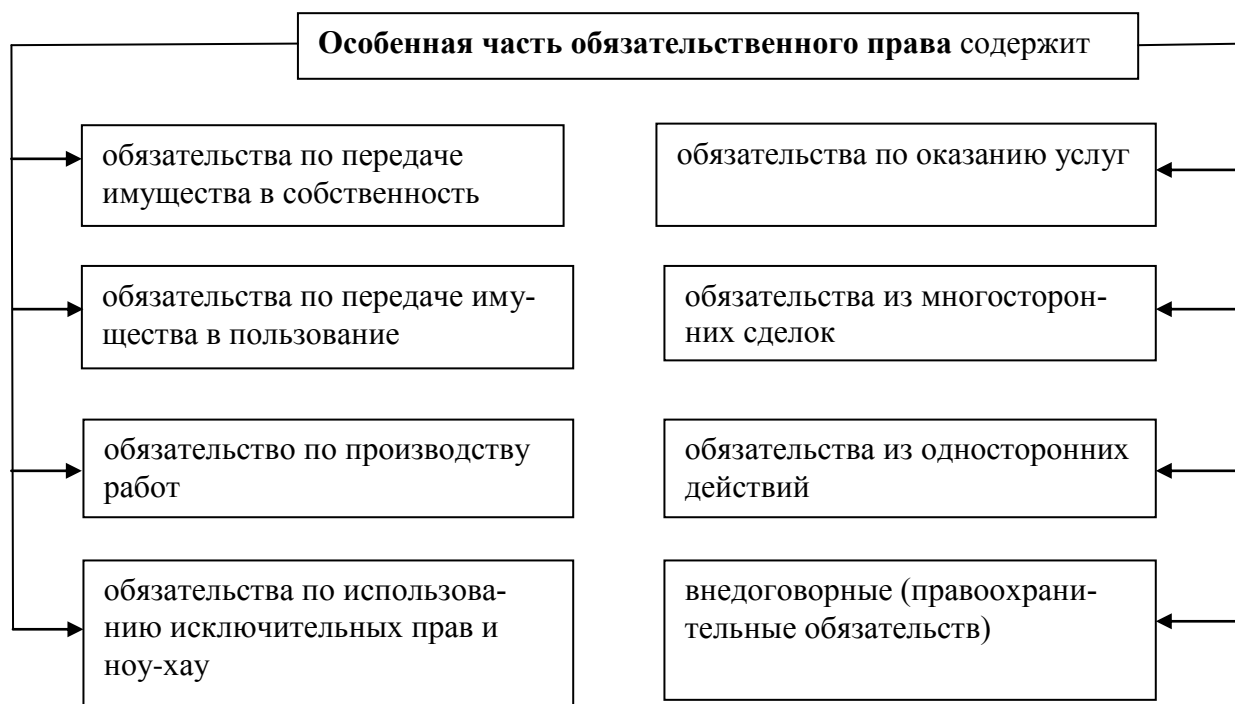 Особенная часть обязательственного права содержит
обязательства по передаче
имущества в собственность
обязательства по передаче иму-
щества в пользование
обязательство по производству
работ
обязательства по использова-
нию исключительных прав и
ноу-хау
обязательства по оказанию услуг
обязательства из многосторон-
них сделок
обязательства из односторонних
действий
внедоговорные (правоохрани-
тельные обязательств)